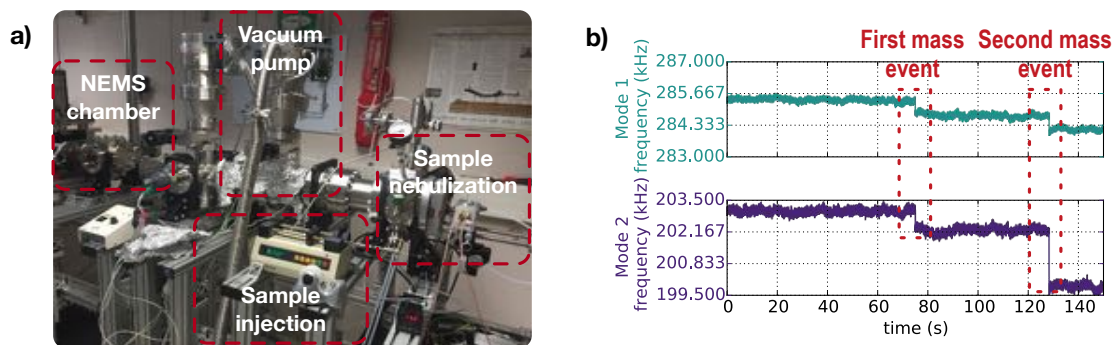 a)
Vacuum
pump
NEMS
chamber
Sample
nebulization
Sample
injection
b)
First mass
event
Second mass
event
Mode 1
frequency (kHz)
287.000
285.667
284.333
283.000
Mode 2
frequency (kHz)
203.500
202.167
200.833
199.500
0 20 40 60 80 100 120 140
time (s)